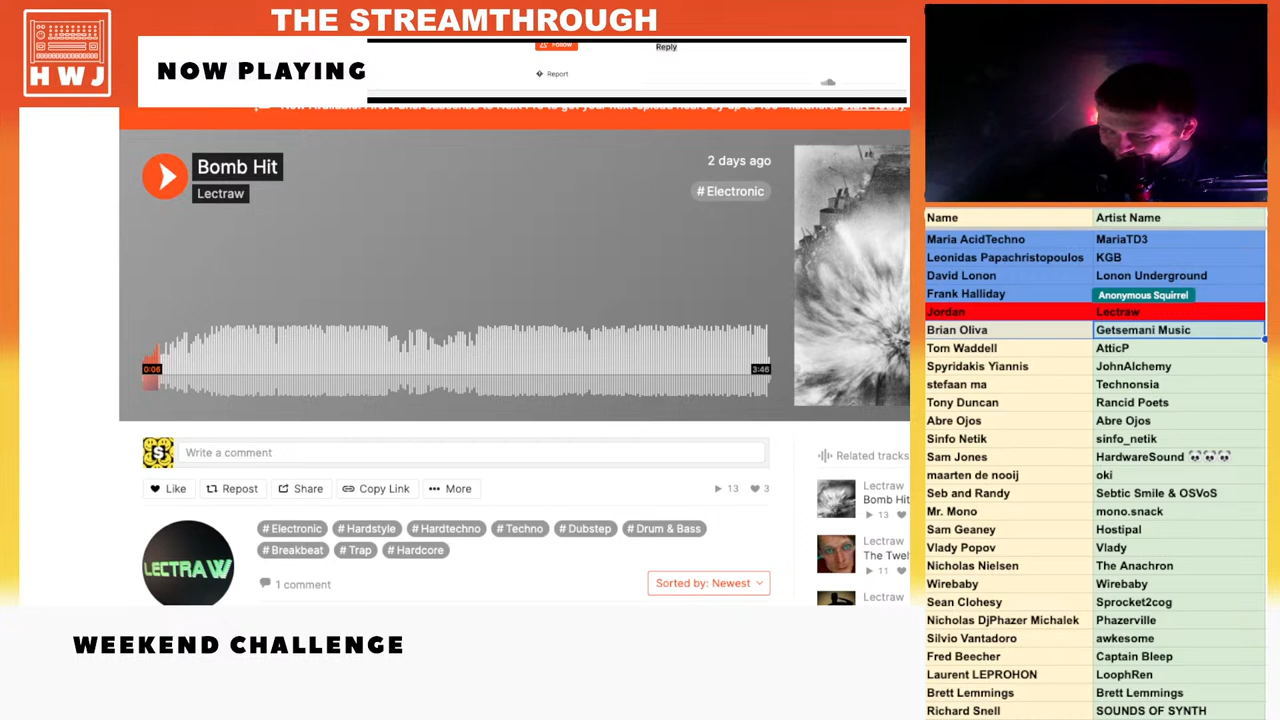 THE STREAMTHROUGH
HWJ
NOW PLAYING
Follow
Reply
Report
Bomb Hit
Lectraw
2 days ago
# Electronic
0:06
3:46
Write a comment
Like
Repost
Share
Copy Link
More
13
3
# Electronic
# Hardstyle
# Hardtechno
# Techno
# Dubstep
# Drum & Bass
# Breakbeat
# Trap
# Hardcore
LECTRAW
1 comment
Sorted by: Newest
Related tracks
Lectraw
Bomb Hit
13
Lectraw
The Twel
11
Lectraw
WEEKEND CHALLENGE
Name Artist Name
Maria AcidTechno MariaTD3
Leonidas Papachristopoulos KGB
David Lonon Lonon Underground
Frank Halliday Anonymous Squirrel
Jordan Lectraw
Brian Oliva Getsemani Music
Tom Waddell AtticP
Spyridakis Yiannis JohnAlchemy
stefaan ma Technonsia
Tony Duncan Rancid Poets
Abre Ojos Abre Ojos
Sinfo Netik sinfo_netik
Sam Jones HardwareSound 🐼🐼🐼
maarten de nooij oki
Seb and Randy Sebtic Smile & OSVoS
Mr. Mono mono.snack
Sam Geaney Hostipal
Vlady Popov Vlady
Nicholas Nielsen The Anachron
Wirebaby Wirebaby
Sean Clohesy Sprocket2cog
Nicholas DjPhazer Michalek Phazerville
Silvio Vantadoro awkesome
Fred Beecher Captain Bleep
Laurent LEPROHON LoophRen
Brett Lemmings Brett Lemmings
Richard Snell SOUNDS OF SYNTH